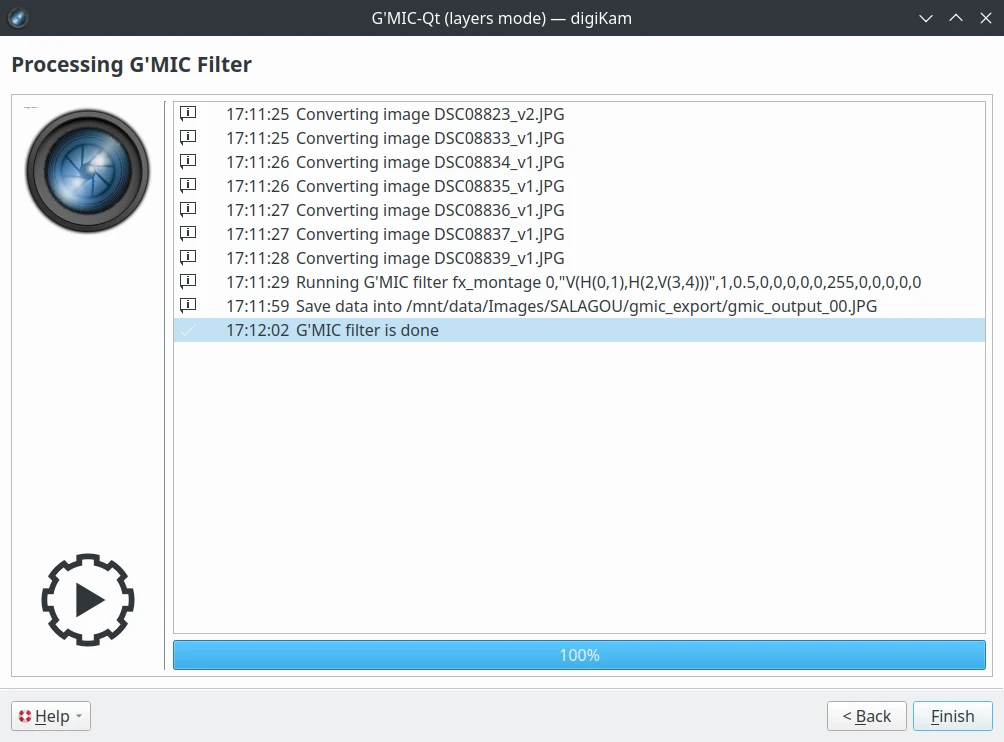 G'MIC-Qt (layers mode) — digiKam
Processing G'MIC Filter
17:11:25 Converting image DSC08823_v2.JPG
17:11:25 Converting image DSC08833_v1.JPG
17:11:26 Converting image DSC08834_v1.JPG
17:11:26 Converting image DSC08835_v1.JPG
17:11:27 Converting image DSC08836_v1.JPG
17:11:27 Converting image DSC08837_v1.JPG
17:11:28 Converting image DSC08839_v1.JPG
17:11:29 Running G'MIC filter fx_montage 0,"V(H(0,1),H(2,V(3,4)))",1,0.5,0,0,0,0,0,255,0,0,0,0,0
17:11:59 Save data into /mnt/data/Images/SALAGOU/gmic_export/gmic_output_00.JPG
17:12:02 G'MIC filter is done
100%
Help
< Back
Finish